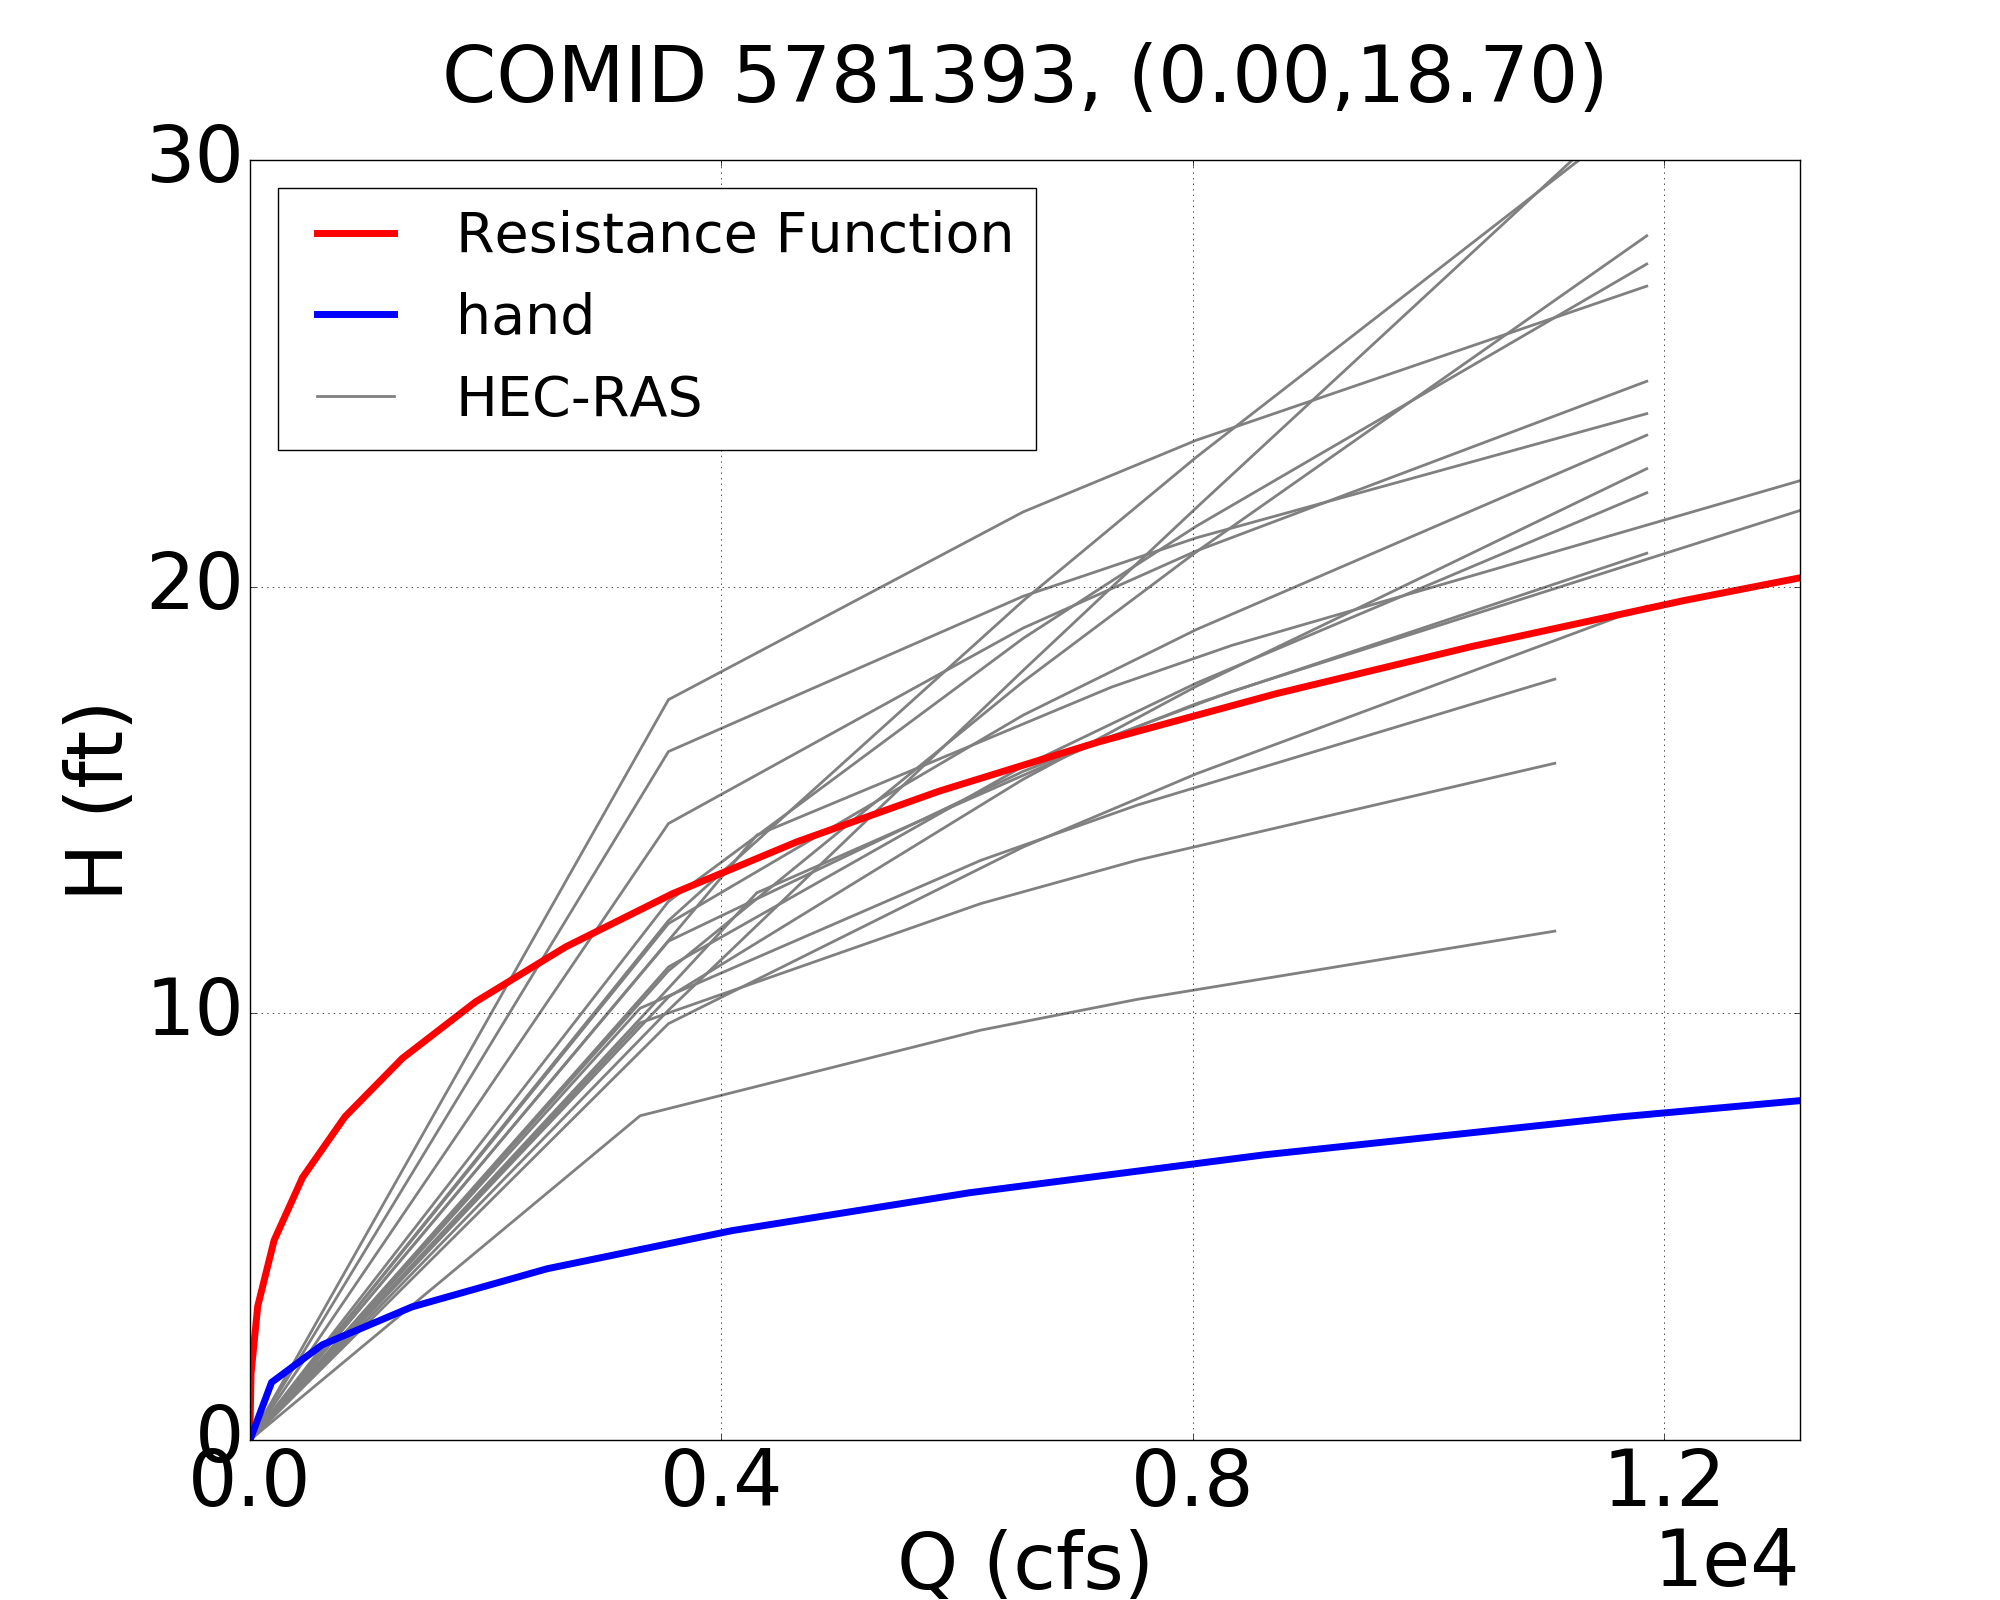 COMID 5781393, (0.00,18.70)
30
Resistance Function
hand
HEC-RAS
20
H (ft)
10
0
0.0 0.4 0.8 1.2
Q (cfs) 1e4